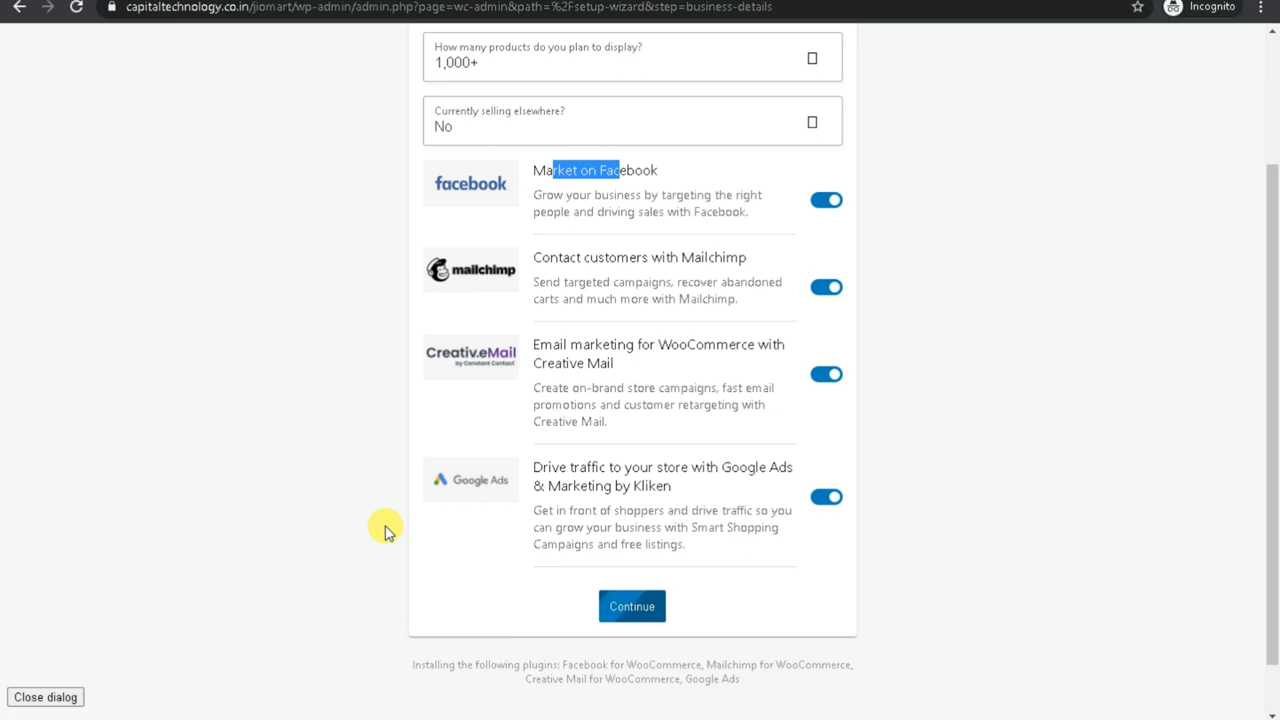 capitaltechnology.co.in/jiomart/wp-admin/admin.php?page=wc-admin&path=%2Fsetup-wizard&step=business-details
Incognito
How many products do you plan to display?
1,000+
Currently selling elsewhere?
No
facebook
Market on Facebook
Grow your business by targeting the right
people and driving sales with Facebook.
mailchimp
Contact customers with Mailchimp
Send targeted campaigns, recover abandoned
carts and much more with Mailchimp.
Creativ.eMail
by Constant Contact
Email marketing for WooCommerce with
Creative Mail
Create on-brand store campaigns, fast email
promotions and customer retargeting with
Creative Mail.
Google Ads
Drive traffic to your store with Google Ads
& Marketing by Kliken
Get in front of shoppers and drive traffic so you
can grow your business with Smart Shopping
Campaigns and free listings.
Continue
Installing the following plugins: Facebook for WooCommerce, Mailchimp for WooCommerce,
Creative Mail for WooCommerce, Google Ads
Close dialog